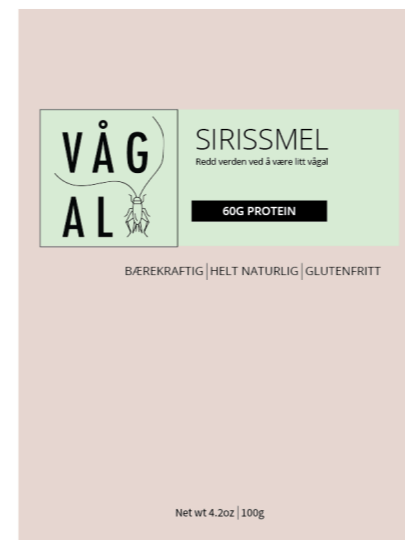 VÅG
AL
SIRISSMEL
Redd verden ved å være litt vågal
60G PROTEIN
BÆREKRAFTIG|HELT NATURLIG|GLUTENFRITT
Net wt 4.2oz|100g